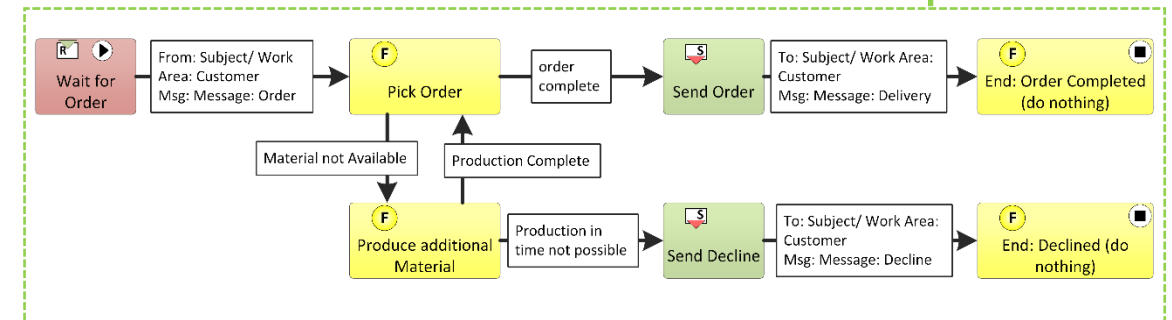 R
Wait for
Order
From: Subject/ Work
Area: Customer
Msg: Message: Order
F
Pick Order
order
complete
S
Send Order
To: Subject/ Work Area:
Customer
Msg: Message: Delivery
F
End: Order Completed
(do nothing)
Material not Available
Production Complete
F
Produce additional
Material
Production in
time not possible
S
Send Decline
To: Subject/ Work Area:
Customer
Msg: Message: Decline
F
End: Declined (do
nothing)